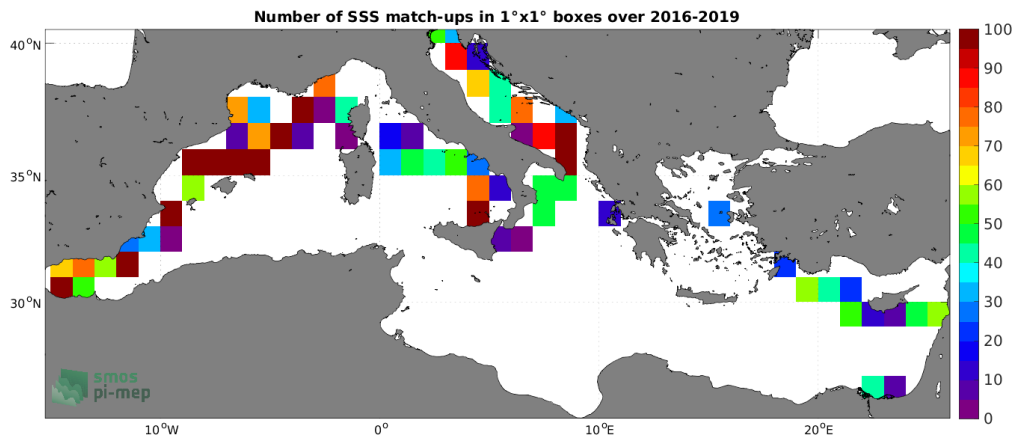 Number of SSS match-ups in 1°x1° boxes over 2016-2019
40°N
35°N
30°N
10°W
0°
10°E
20°E
100
90
80
70
60
50
40
30
20
10
0
smos
pi-mep